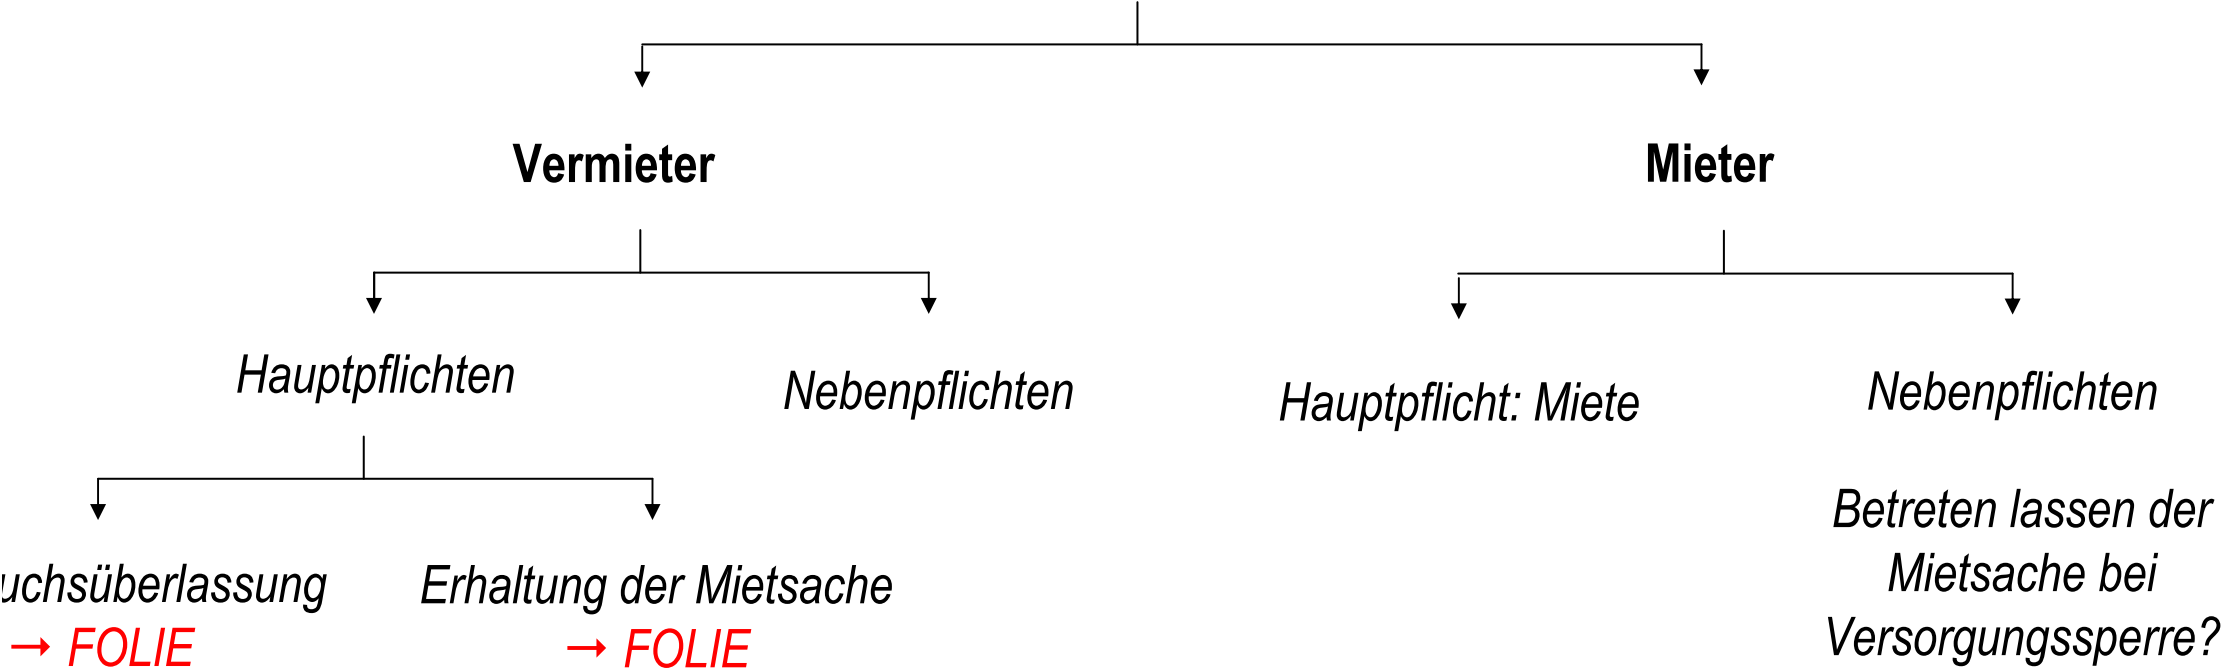 Vermieter Mieter
Hauptpflichten Nebenpflichten Hauptpflicht: Miete Nebenpflichten
Betreten lassen der
Mietsache bei
Versorgungssperre?
uchsüberlassung Erhaltung der Mietsache
→ FOLIE → FOLIE